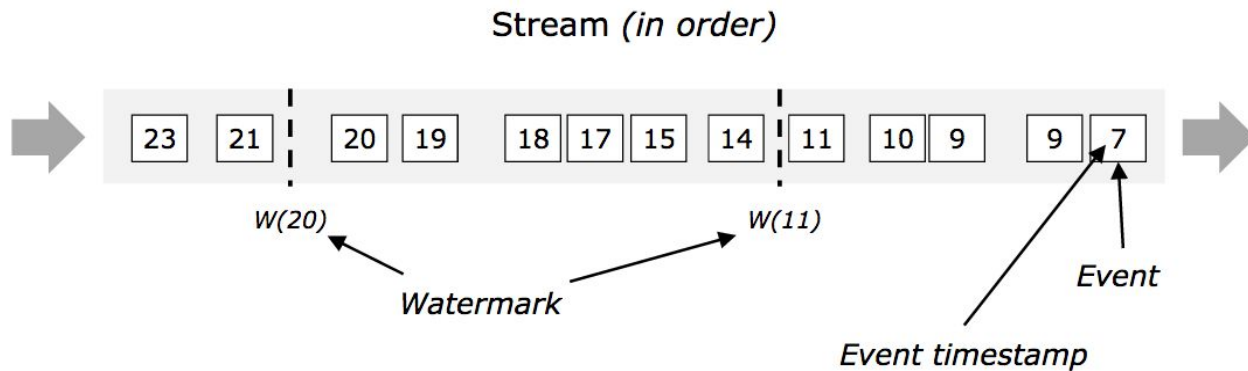 Stream (in order)
23 21 20 19 18 17 15 14 11 10 9 9 7
W(20) W(11)
Event
Watermark
Event timestamp